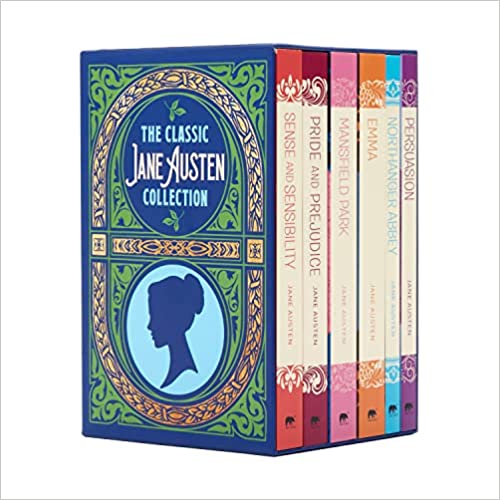 THE CLASSIC
JANE AUSTEN
COLLECTION
SENSE AND SENSIBILITY
JANE AUSTEN
PRIDE AND PREJUDICE
JANE AUSTEN
MANSFIELD PARK
JANE AUSTEN
EMMA
JANE AUSTEN
NORTHANGER ABBEY
JANE AUSTEN
PERSUASION
JANE AUSTEN